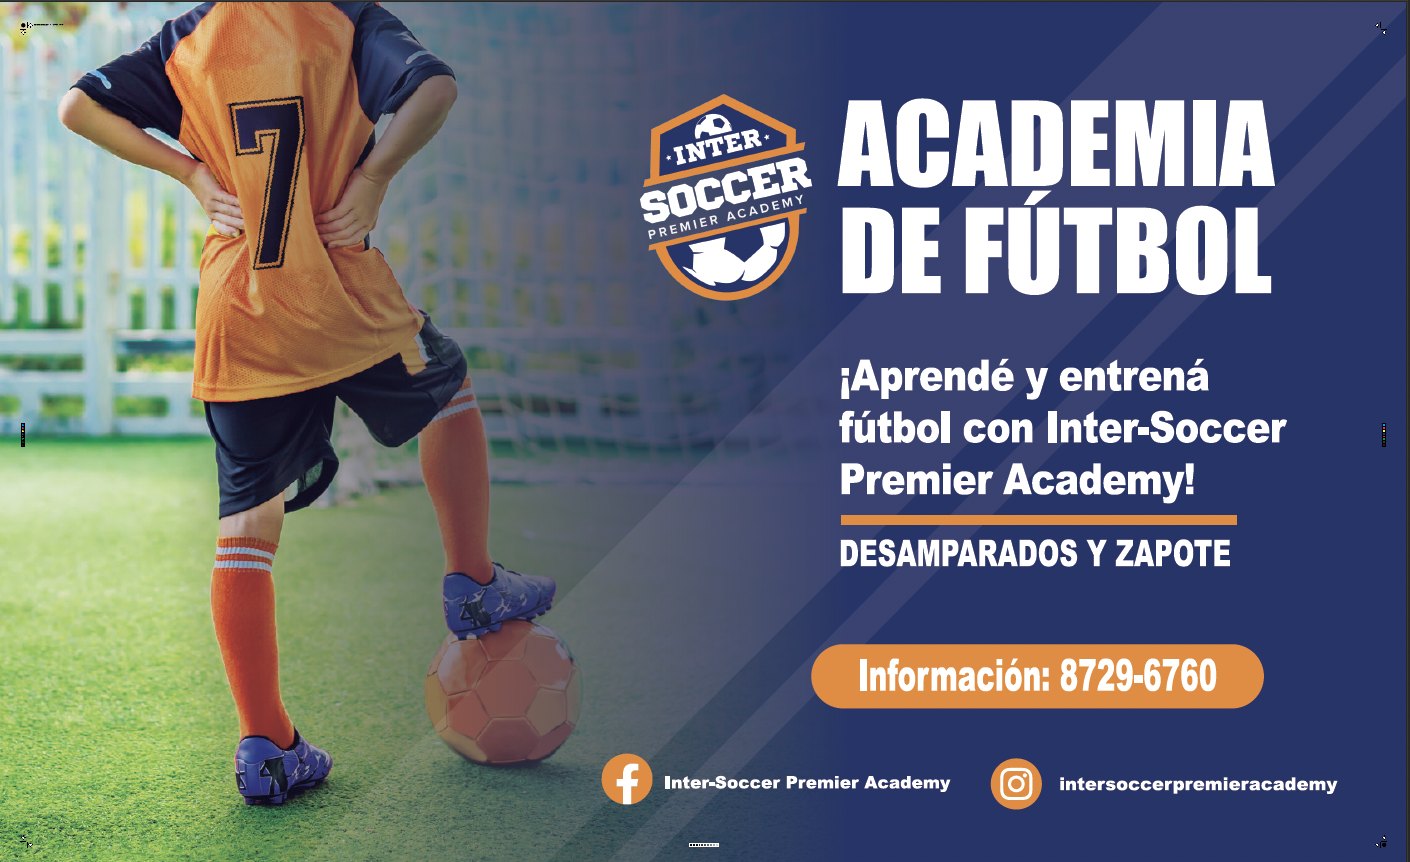 7
INTER
SOCCER
PREMIER ACADEMY
ACADEMIA
DE FÚTBOL
¡Aprendé y entrená
fútbol con Inter-Soccer
Premier Academy!
DESAMPARADOS Y ZAPOTE
Información: 8729-6760
Inter-Soccer Premier Academy
intersoccerpremieracademy